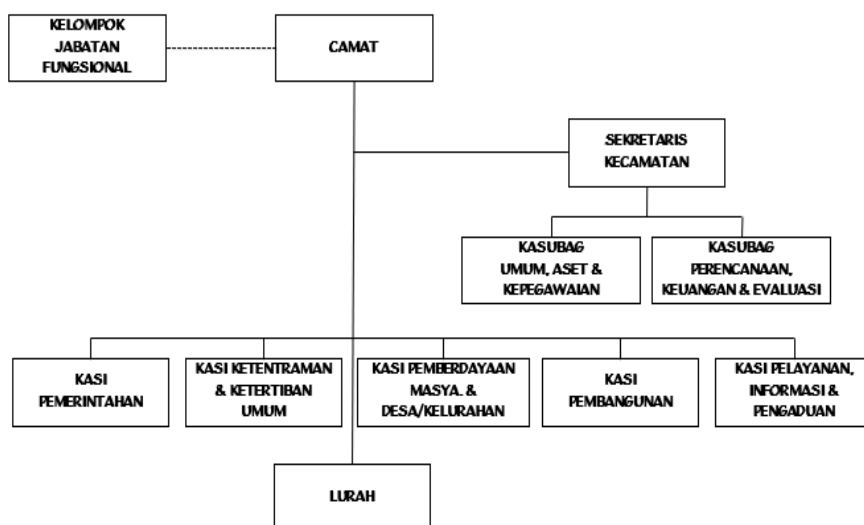 KELOMPOK
JABATAN
FUNGSIONAL
CAMAT
SEKRETARIS
KECAMATAN
KASUBAG
UMUM, ASET &
KEPEGAWAIAN
KASUBAG
PERENCANAAN,
KEUANGAN & EVALUASI
KASI
PEMERINTAHAN
KASI KETENTRAMAN
& KETERTIBAN
UMUM
KASI PEMBERDAYAAN
MASYA. &
DESA/KELURAHAN
KASI
PEMBANGUNAN
KASI PELAYANAN,
INFORMASI &
PENGADUAN
LURAH